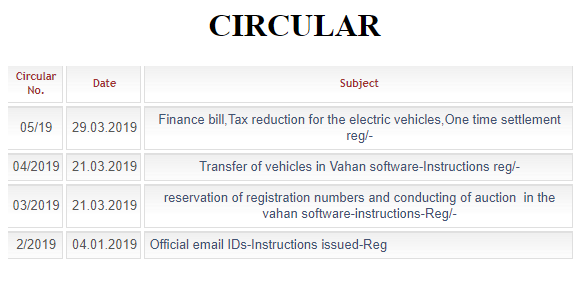 CIRCULAR
Circular No. Date Subject
05/19 29.03.2019 Finance bill,Tax reduction for the electric vehicles,One time settlement
reg/-
04/2019 21.03.2019 Transfer of vehicles in Vahan software-Instructions reg/-
03/2019 21.03.2019 reservation of registration numbers and conducting of auction in the
vahan software-instructions-Reg/-
2/2019 04.01.2019 Official email IDs-Instructions issued-Reg